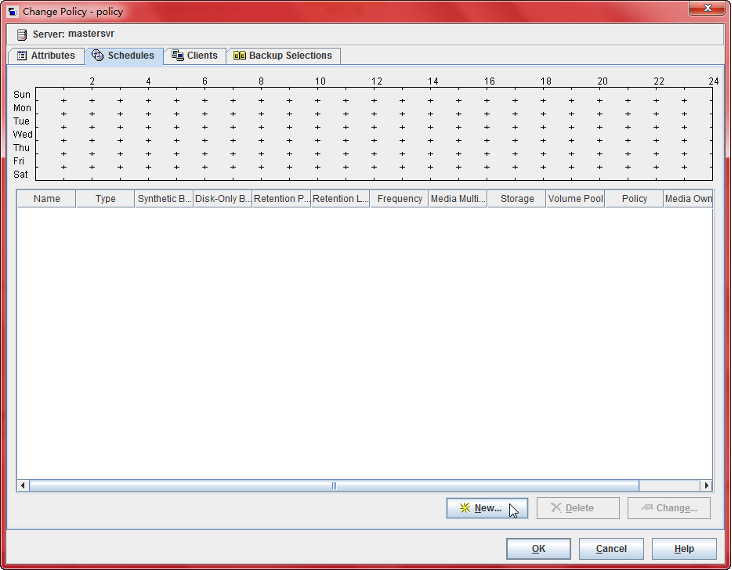 Change Policy - policy
Server: mastersvr
Attributes Schedules Clients Backup Selections
2 4 6 8 10 12 14 16 18 20 22 24
Sun
Mon
Tue
Wed
Thu
Fri
Sat
Name Type Synthetic B... Disk-Only B... Retention P... Retention L... Frequency Media Multi... Storage Volume Pool Policy Media Own
New... Delete Change...
OK Cancel Help